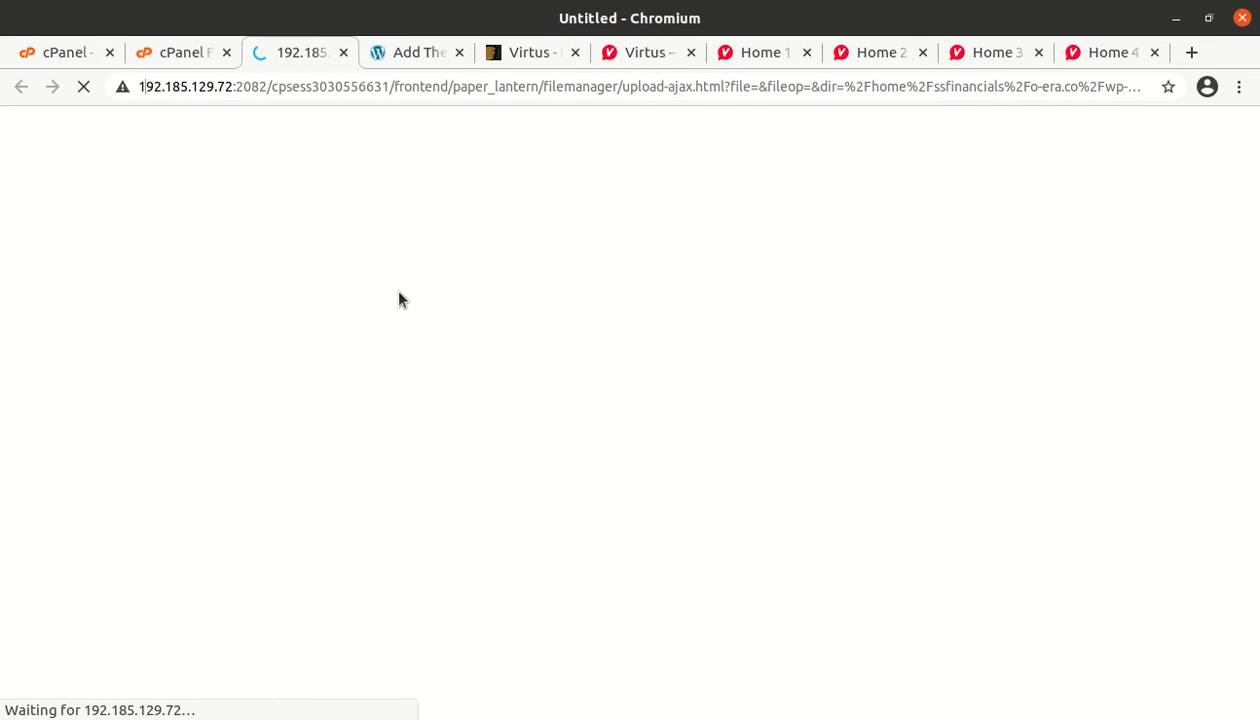 Untitled - Chromium
cPanel - cPanel F 192.185. Add The Virtus - Virtus – Home 1 Home 2 Home 3 Home 4
192.185.129.72:2082/cpsess3030556631/frontend/paper_lantern/filemanager/upload-ajax.html?file=&fileop=&dir=%2Fhome%2Fssfinancials%2Fo-era.co%2Fwp-...
Waiting for 192.185.129.72...